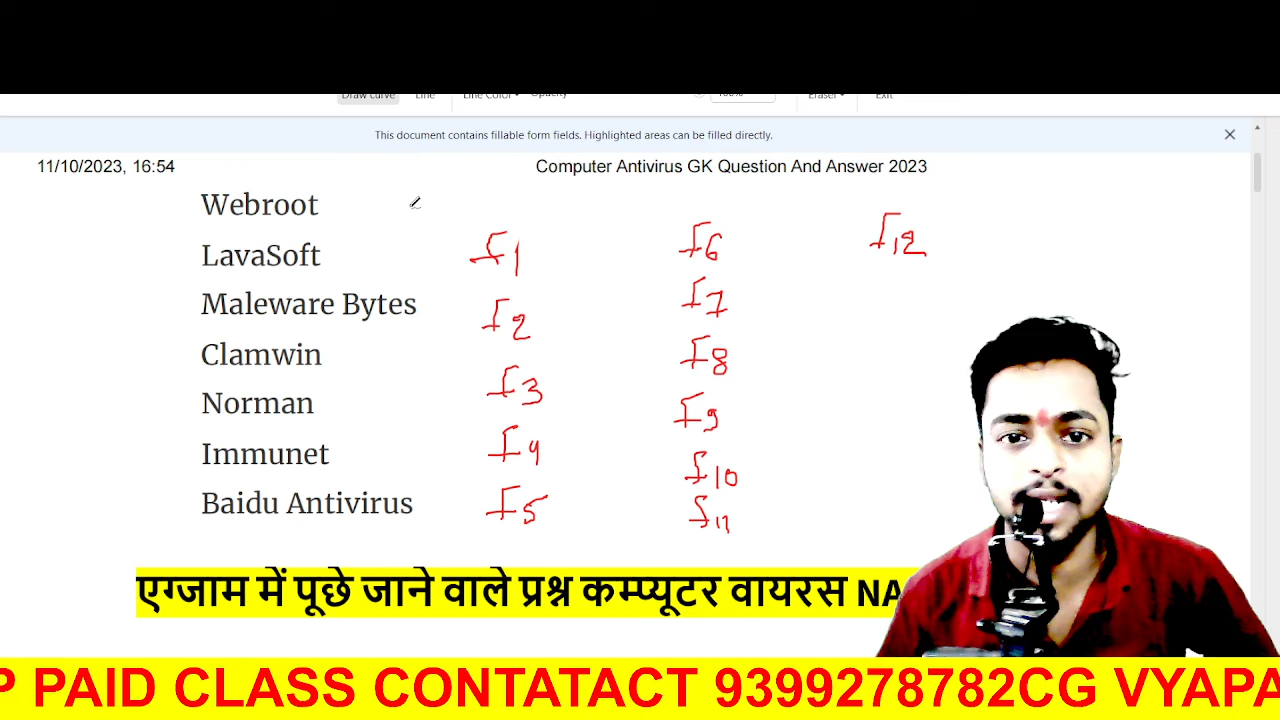 This document contains fillable form fields. Highlighted areas can be filled directly.
11/10/2023, 16:54 Computer Antivirus GK Question And Answer 2023
Webroot
LavaSoft
Maleware Bytes
Clamwin
Norman
Immunet
Baidu Antivirus
f1
f2
f3
f4
f5
f6
f7
f8
f9
f10
f11
f12
एग्जाम में पूछे जाने वाले प्रश्न कम्प्यूटर वायरस NA
P PAID CLASS CONTATACT 9399278782CG VYAPA